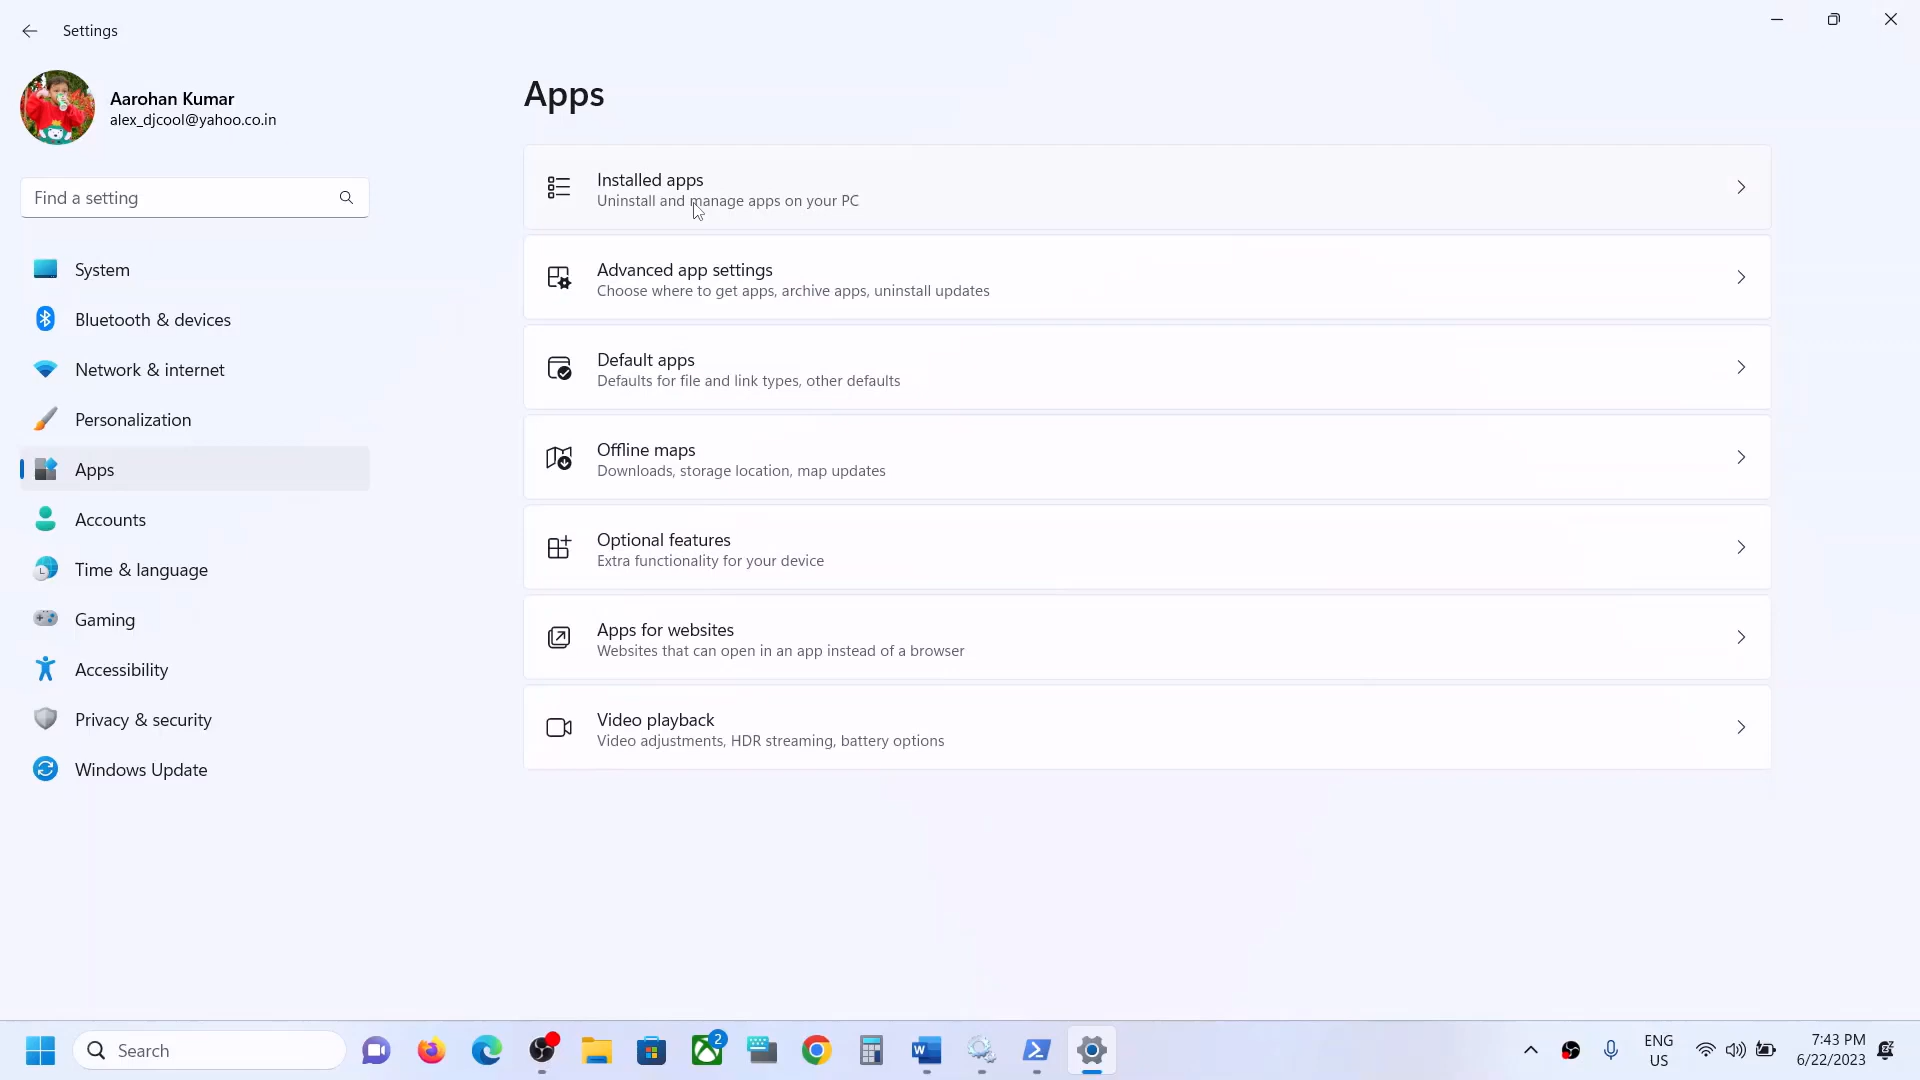 Settings
Aarohan Kumar
alex_djcool@yahoo.co.in
Find a setting
System
Bluetooth & devices
Network & internet
Personalization
Apps
Accounts
Time & language
Gaming
Accessibility
Privacy & security
Windows Update
Apps
Installed apps
Uninstall and manage apps on your PC
Advanced app settings
Choose where to get apps, archive apps, uninstall updates
Default apps
Defaults for file and link types, other defaults
Offline maps
Downloads, storage location, map updates
Optional features
Extra functionality for your device
Apps for websites
Websites that can open in an app instead of a browser
Video playback
Video adjustments, HDR streaming, battery options
Search
2
ENG
US
7:43 PM
6/22/2023